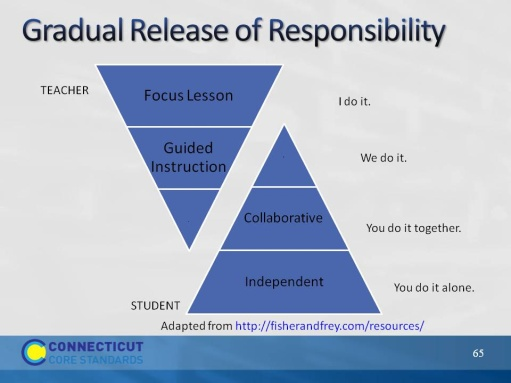 Gradual Release of Responsibility
TEACHER
Focus Lesson
I do it.
Guided
Instruction
We do it.
Collaborative
You do it together.
Independent
You do it alone.
STUDENT
Adapted from http://fisherandfrey.com/resources/
CONNECTICUT
CORE STANDARDS
65